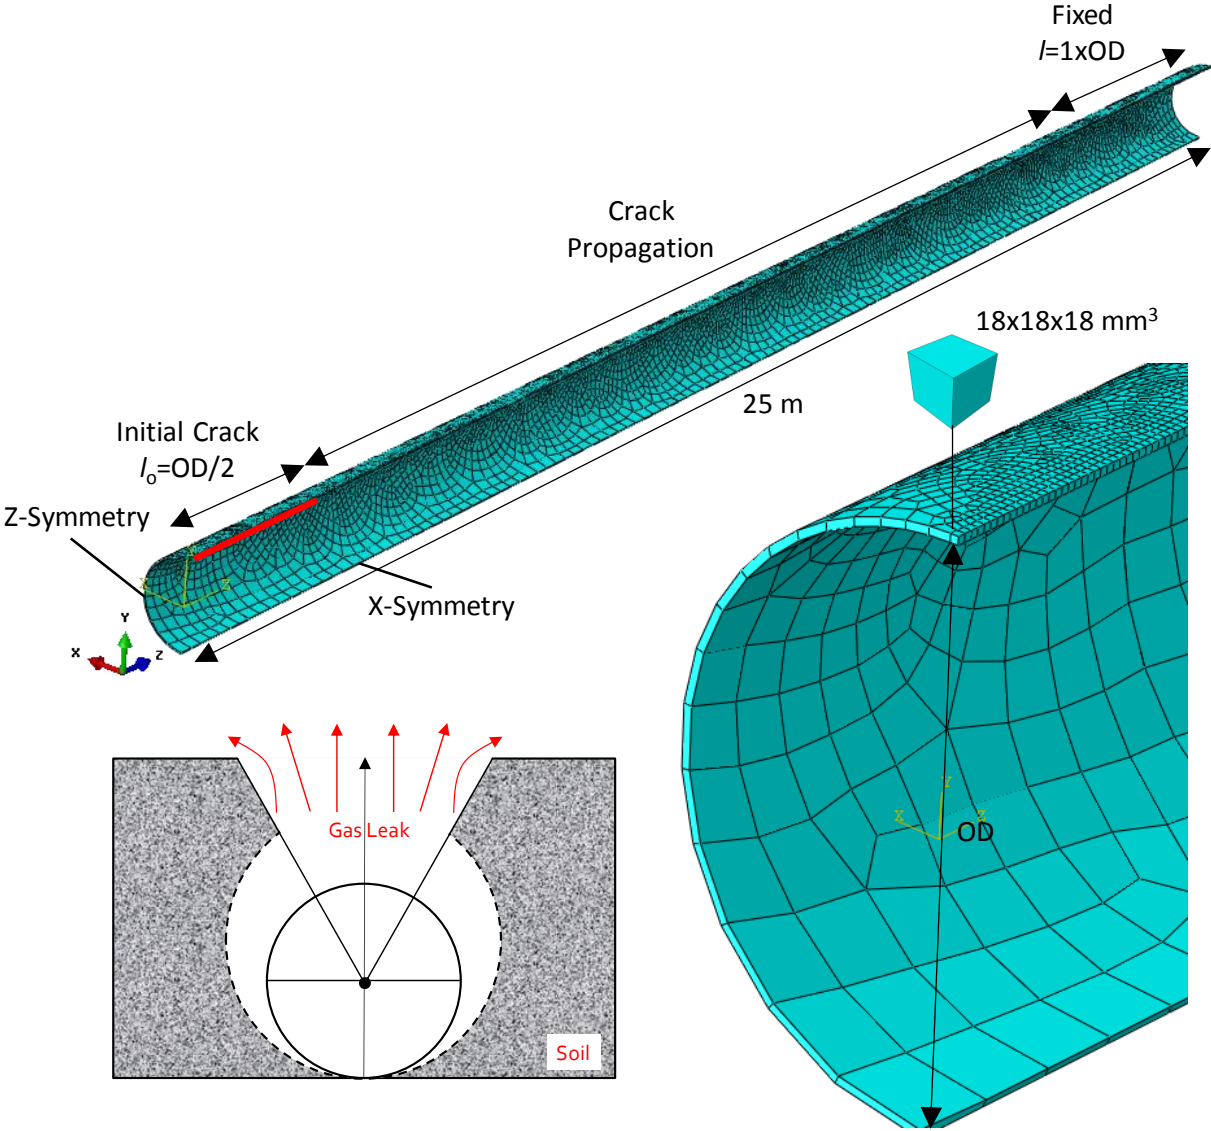 Fixed
l=1xOD
Crack
Propagation
18x18x18 mm³
25 m
Initial Crack
lₒ=OD/2
Z-Symmetry
X-Symmetry
Y
X
Z
Gas Leak
Soil
Y
X
Z
OD